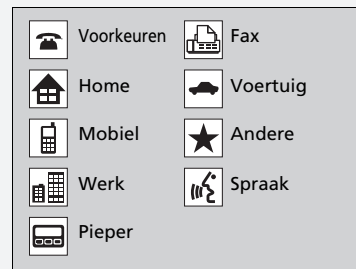 Voorkeuren
Home
Mobiel
Werk
Pieper
Fax
Voertuig
Andere
Spraak